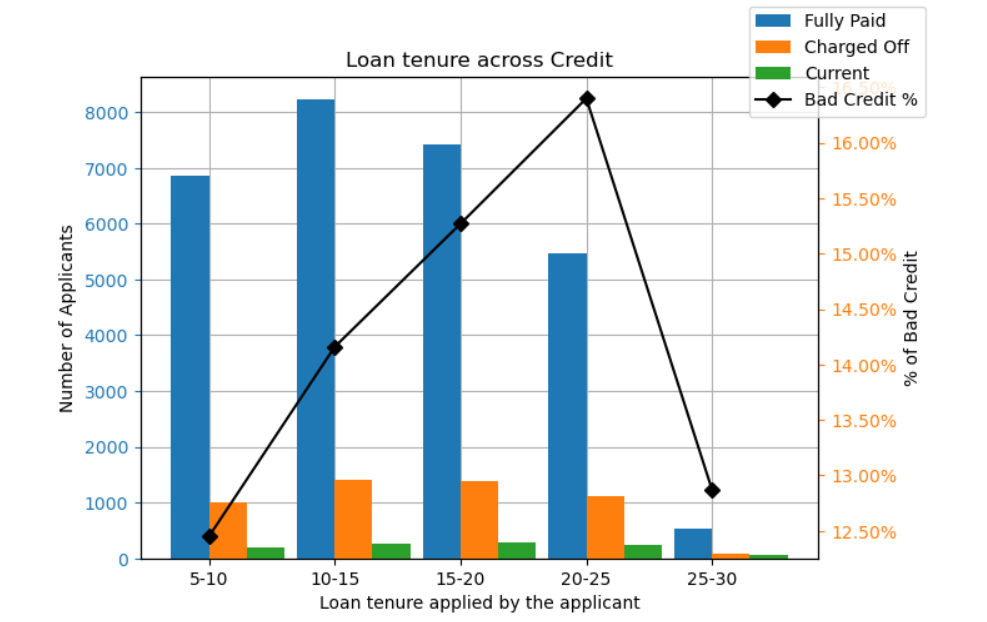 Fully Paid
Charged Off
Current
Bad Credit %
Loan tenure across Credit
8000
7000
6000
5000
4000
3000
2000
1000
0
Number of Applicants
16.50%
16.00%
15.50%
15.00%
14.50%
14.00%
13.50%
13.00%
12.50%
% of Bad Credit
5-10
10-15
15-20
20-25
25-30
Loan tenure applied by the applicant